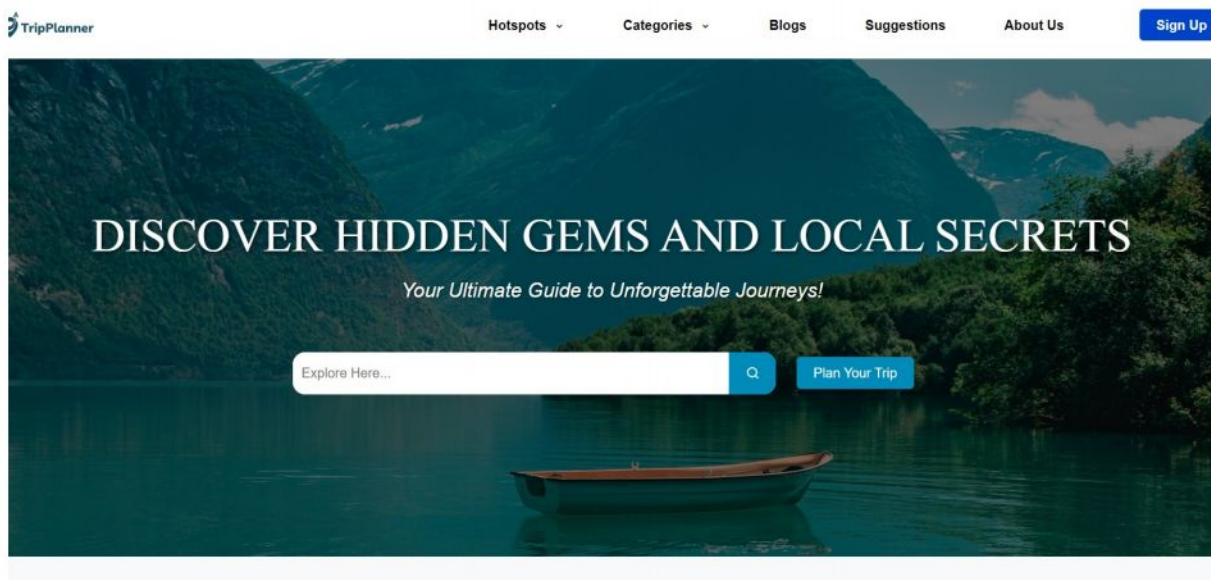 TripPlanner Hotspots Categories Blogs Suggestions About Us Sign Up
DISCOVER HIDDEN GEMS AND LOCAL SECRETS
Your Ultimate Guide to Unforgettable Journeys!
Explore Here... Plan Your Trip